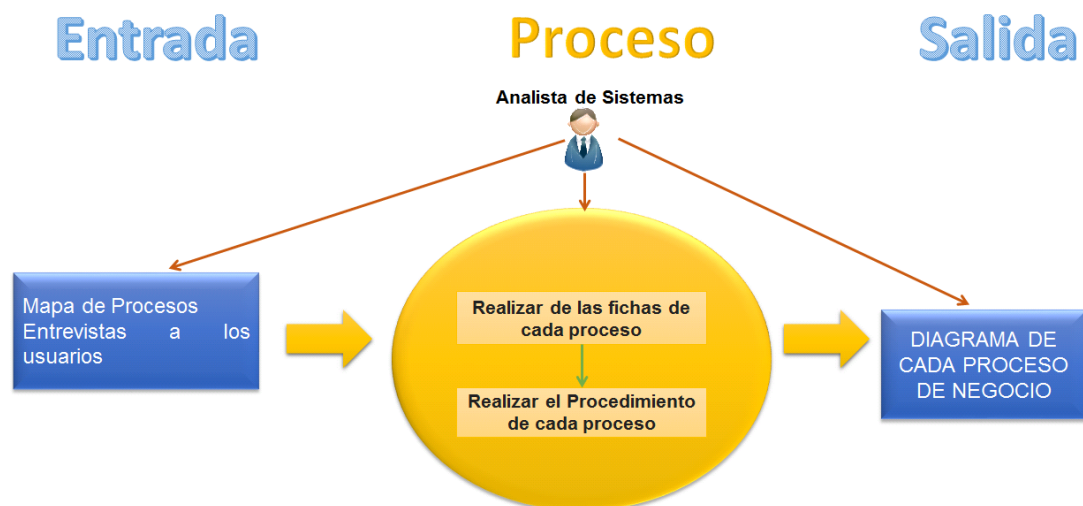 Entrada
Proceso
Salida
Analista de Sistemas
Mapa de Procesos
Entrevistas a los
usuarios
Realizar de las fichas de
cada proceso
Realizar el Procedimiento
de cada proceso
DIAGRAMA DE
CADA PROCESO
DE NEGOCIO